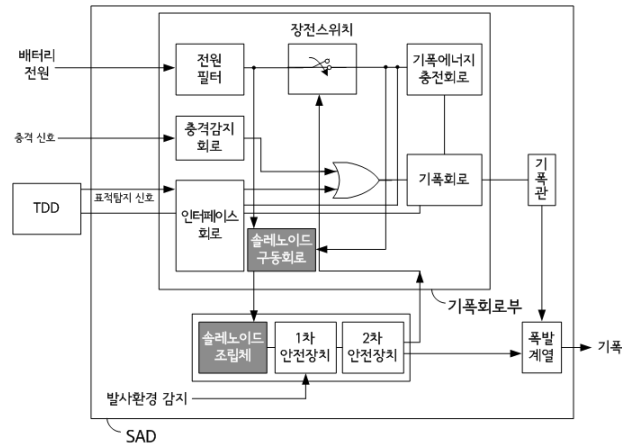 장전스위치
배터리
전원
전원
필터
기폭에너지
충전회로
충격 신호
충격감지
회로
기폭회로
기
폭
관
TDD
표적탐지 신호
인터페이스
회로
솔레노이드
구동회로
기폭회로부
솔레노이드
조립체
1차
안전장치
2차
안전장치
폭발
계열
기폭
발사환경 감지
SAD